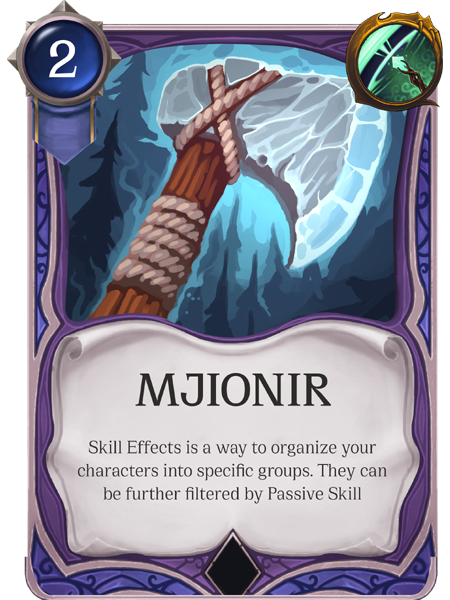 2
MJIONIR
Skill Effects is a way to organize your
characters into specific groups. They can
be further filtered by Passive Skill